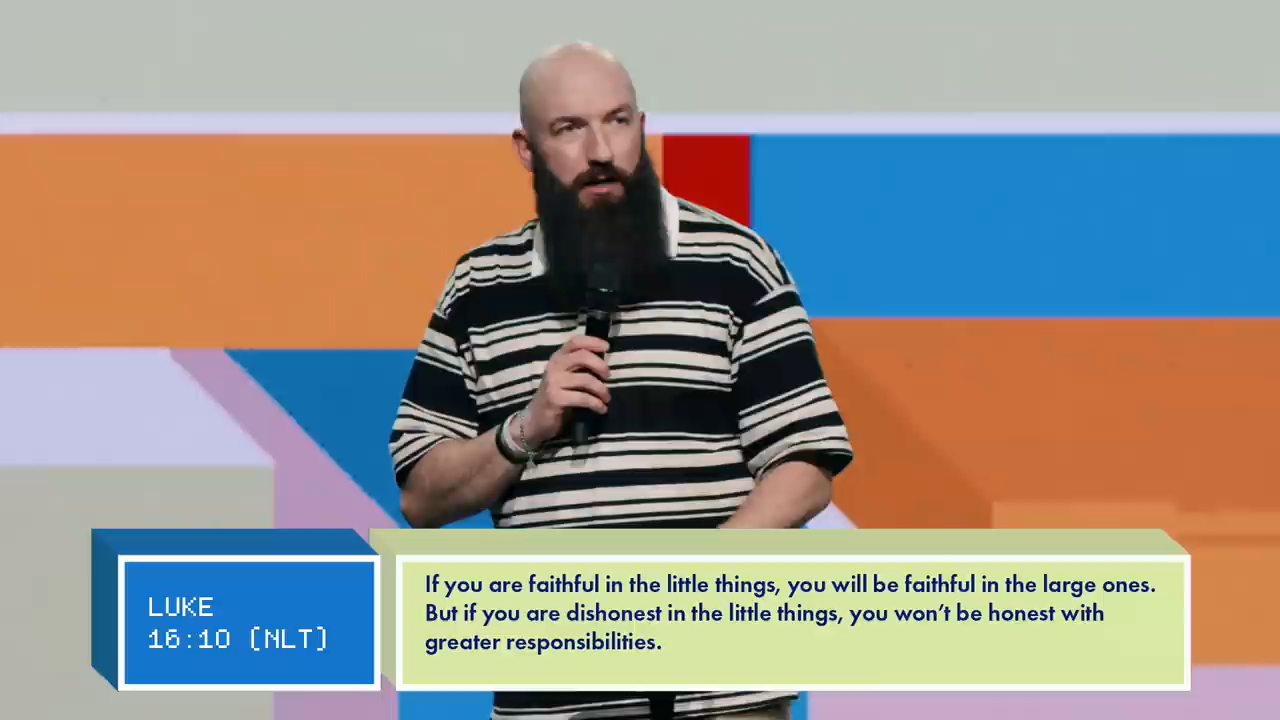 LUKE
16:10 (NLT)
If you are faithful in the little things, you will be faithful in the large ones.
But if you are dishonest in the little things, you won't be honest with
greater responsibilities.